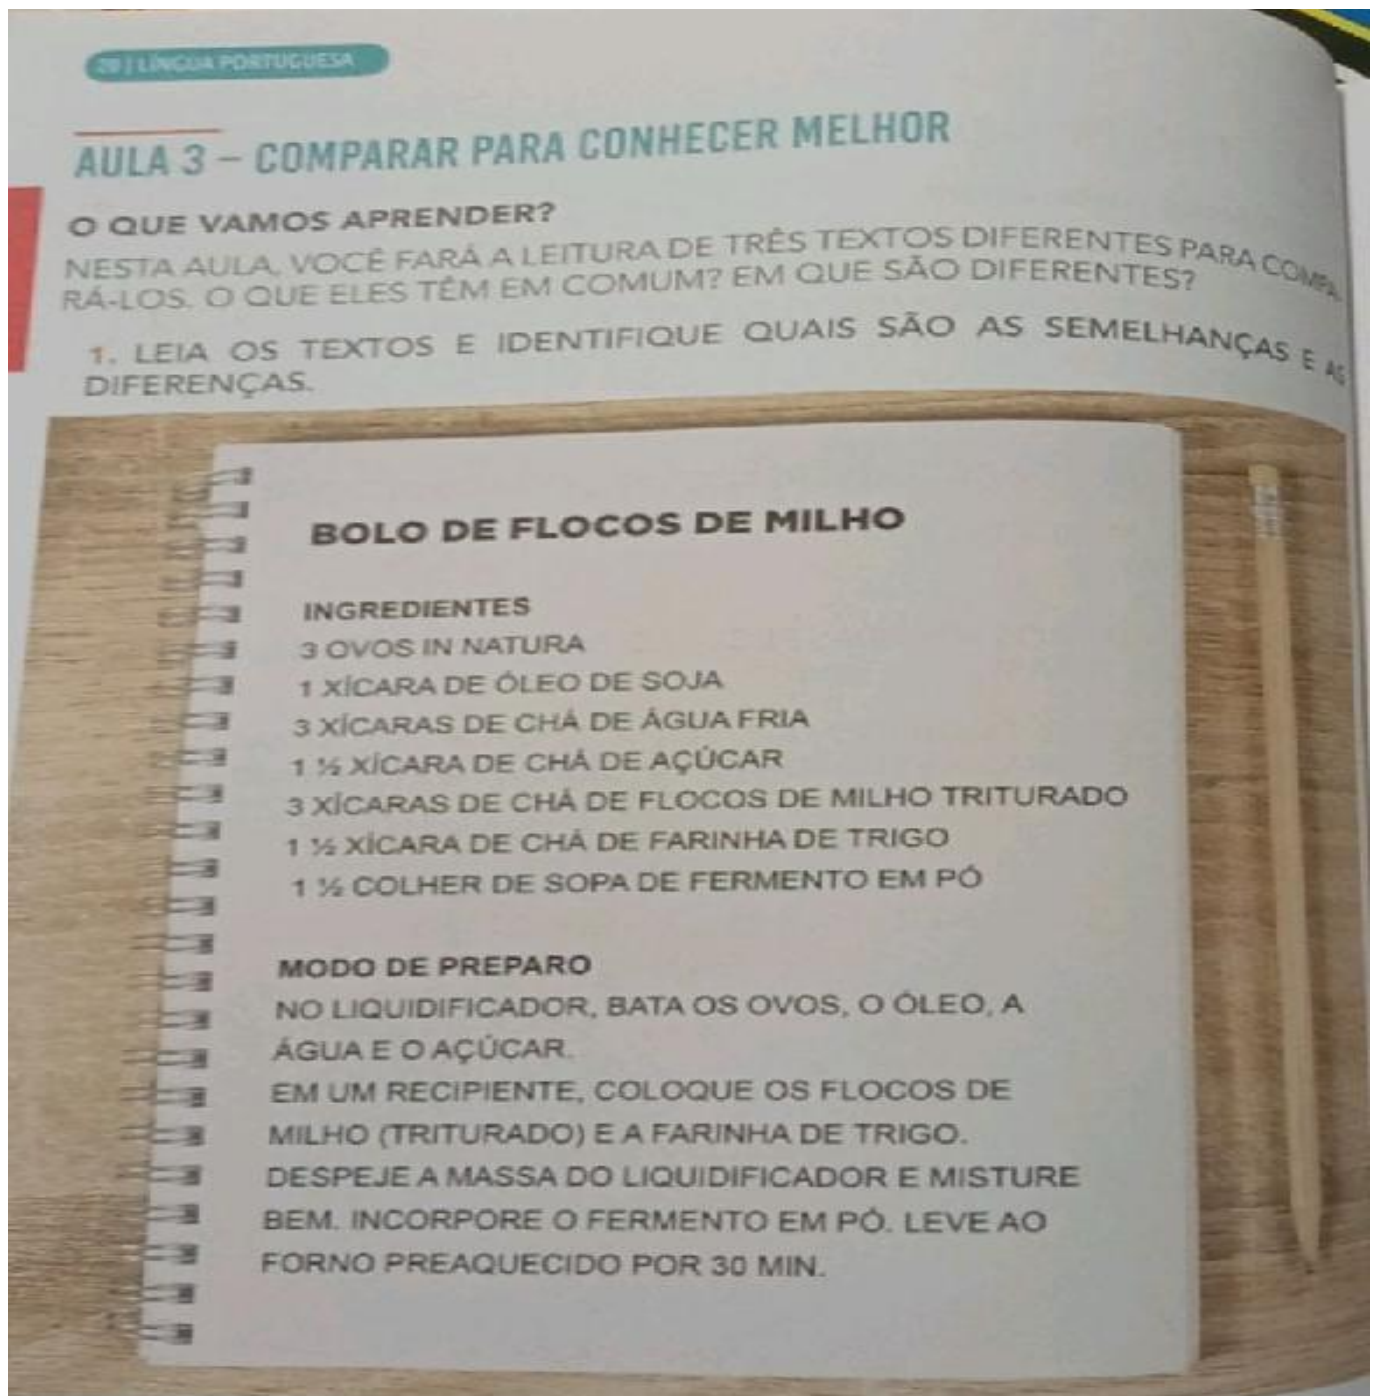 20 | LÍNGUA PORTUGUESA
AULA 3 – COMPARAR PARA CONHECER MELHOR
O QUE VAMOS APRENDER?
NESTA AULA, VOCÊ FARÁ A LEITURA DE TRÊS TEXTOS DIFERENTES PARA COMPA-
RÁ-LOS. O QUE ELES TÊM EM COMUM? EM QUE SÃO DIFERENTES?
1. LEIA OS TEXTOS E IDENTIFIQUE QUAIS SÃO AS SEMELHANÇAS E AS
DIFERENÇAS.
BOLO DE FLOCOS DE MILHO
INGREDIENTES
3 OVOS IN NATURA
1 XÍCARA DE ÓLEO DE SOJA
3 XÍCARAS DE CHÁ DE ÁGUA FRIA
1 ½ XÍCARA DE CHÁ DE AÇÚCAR
3 XÍCARAS DE CHÁ DE FLOCOS DE MILHO TRITURADO
1 ½ XÍCARA DE CHÁ DE FARINHA DE TRIGO
1 ½ COLHER DE SOPA DE FERMENTO EM PÓ
MODO DE PREPARO
NO LIQUIDIFICADOR, BATA OS OVOS, O ÓLEO, A
ÁGUA E O AÇÚCAR.
EM UM RECIPIENTE, COLOQUE OS FLOCOS DE
MILHO (TRITURADO) E A FARINHA DE TRIGO.
DESPEJE A MASSA DO LIQUIDIFICADOR E MISTURE
BEM. INCORPORE O FERMENTO EM PÓ. LEVE AO
FORNO PREAQUECIDO POR 30 MIN.